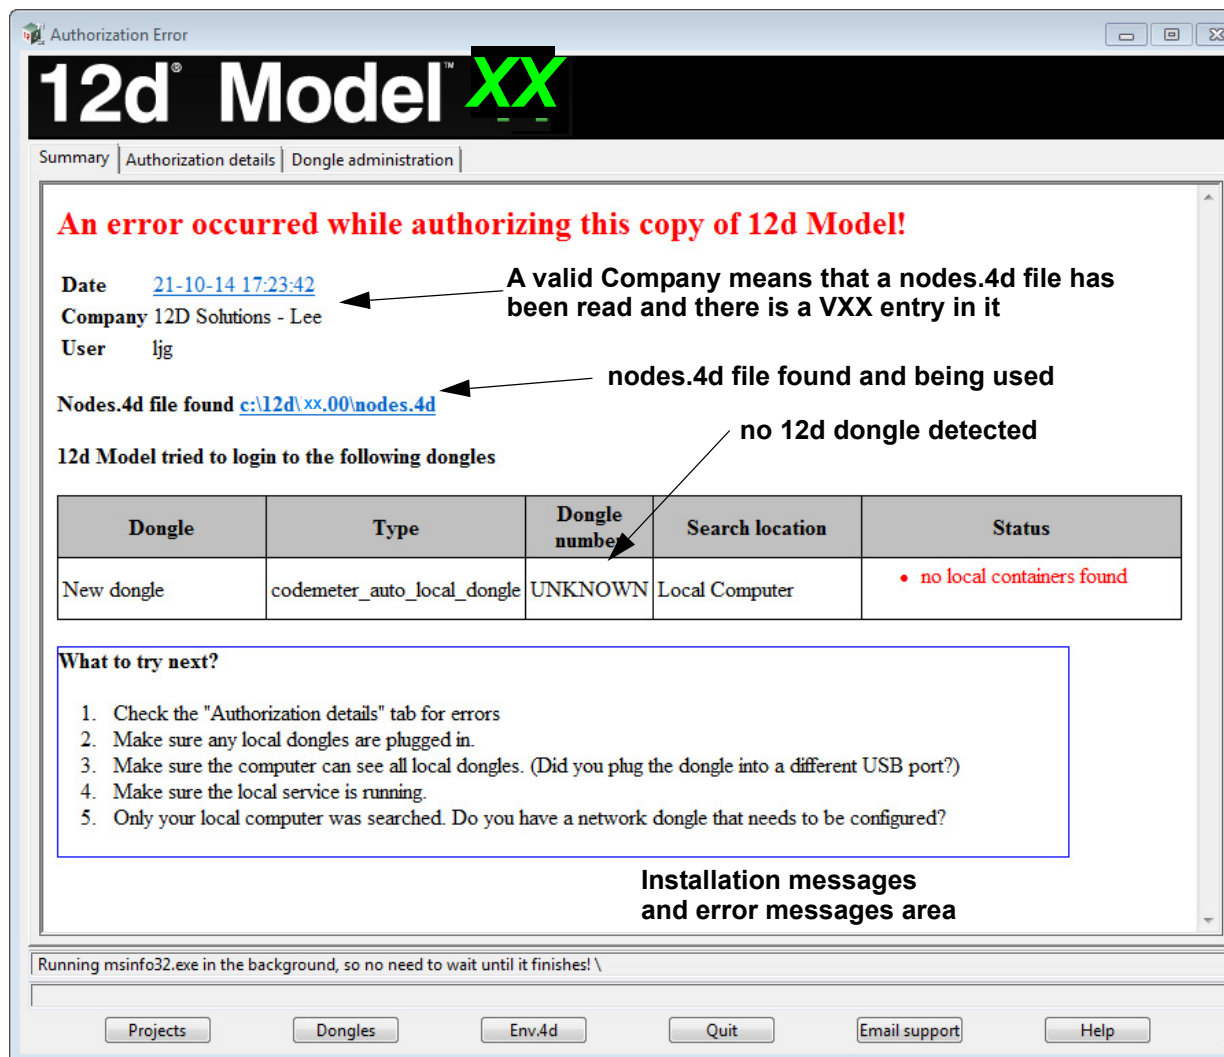 Authorization Error
12d® Model™ XX
Summary Authorization details Dongle administration
An error occurred while authorizing this copy of 12d Model!
Date 21-10-14 17:23:42
Company 12D Solutions - Lee
User ljg
A valid Company means that a nodes.4d file has
been read and there is a VXX entry in it
nodes.4d file found and being used
Nodes.4d file found c:\12d\xx.00\nodes.4d
no 12d dongle detected
12d Model tried to login to the following dongles
Dongle Type Dongle number Search location Status
New dongle codemeter_auto_local_dongle UNKNOWN Local Computer • no local containers found
What to try next?
1. Check the "Authorization details" tab for errors
2. Make sure any local dongles are plugged in.
3. Make sure the computer can see all local dongles. (Did you plug the dongle into a different USB port?)
4. Make sure the local service is running.
5. Only your local computer was searched. Do you have a network dongle that needs to be configured?
Installation messages
and error messages area
Running msinfo32.exe in the background, so no need to wait until it finishes! \
Projects Dongles Env.4d Quit Email support Help